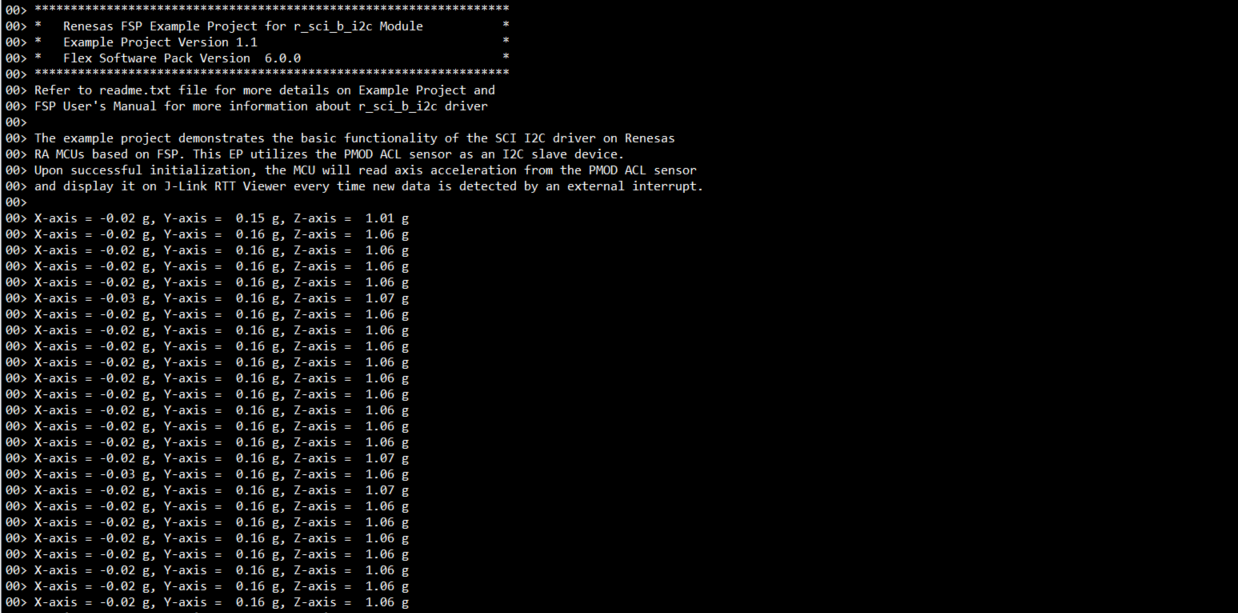 00> ******************************************************************
00> *   Renesas FSP Example Project for r_sci_b_i2c Module           *
00> *   Example Project Version 1.1                                  *
00> *   Flex Software Pack Version  6.0.0                            *
00> ******************************************************************
00> Refer to readme.txt file for more details on Example Project and
00> FSP User's Manual for more information about r_sci_b_i2c driver
00>
00> The example project demonstrates the basic functionality of the SCI I2C driver on Renesas
00> RA MCUs based on FSP. This EP utilizes the PMOD ACL sensor as an I2C slave device.
00> Upon successful initialization, the MCU will read axis acceleration from the PMOD ACL sensor
00> and display it on J-Link RTT Viewer every time new data is detected by an external interrupt.
00>
00> X-axis = -0.02 g, Y-axis =  0.15 g, Z-axis =  1.01 g
00> X-axis = -0.02 g, Y-axis =  0.16 g, Z-axis =  1.06 g
00> X-axis = -0.02 g, Y-axis =  0.16 g, Z-axis =  1.06 g
00> X-axis = -0.02 g, Y-axis =  0.16 g, Z-axis =  1.06 g
00> X-axis = -0.02 g, Y-axis =  0.16 g, Z-axis =  1.06 g
00> X-axis = -0.03 g, Y-axis =  0.16 g, Z-axis =  1.07 g
00> X-axis = -0.02 g, Y-axis =  0.16 g, Z-axis =  1.06 g
00> X-axis = -0.02 g, Y-axis =  0.16 g, Z-axis =  1.06 g
00> X-axis = -0.02 g, Y-axis =  0.16 g, Z-axis =  1.06 g
00> X-axis = -0.02 g, Y-axis =  0.16 g, Z-axis =  1.06 g
00> X-axis = -0.02 g, Y-axis =  0.16 g, Z-axis =  1.06 g
00> X-axis = -0.02 g, Y-axis =  0.16 g, Z-axis =  1.06 g
00> X-axis = -0.02 g, Y-axis =  0.16 g, Z-axis =  1.06 g
00> X-axis = -0.02 g, Y-axis =  0.16 g, Z-axis =  1.06 g
00> X-axis = -0.02 g, Y-axis =  0.16 g, Z-axis =  1.06 g
00> X-axis = -0.02 g, Y-axis =  0.16 g, Z-axis =  1.07 g
00> X-axis = -0.03 g, Y-axis =  0.16 g, Z-axis =  1.06 g
00> X-axis = -0.02 g, Y-axis =  0.16 g, Z-axis =  1.07 g
00> X-axis = -0.02 g, Y-axis =  0.16 g, Z-axis =  1.06 g
00> X-axis = -0.02 g, Y-axis =  0.16 g, Z-axis =  1.06 g
00> X-axis = -0.02 g, Y-axis =  0.16 g, Z-axis =  1.06 g
00> X-axis = -0.02 g, Y-axis =  0.16 g, Z-axis =  1.06 g
00> X-axis = -0.02 g, Y-axis =  0.16 g, Z-axis =  1.06 g
00> X-axis = -0.02 g, Y-axis =  0.16 g, Z-axis =  1.06 g
00> X-axis = -0.02 g, Y-axis =  0.16 g, Z-axis =  1.06 g